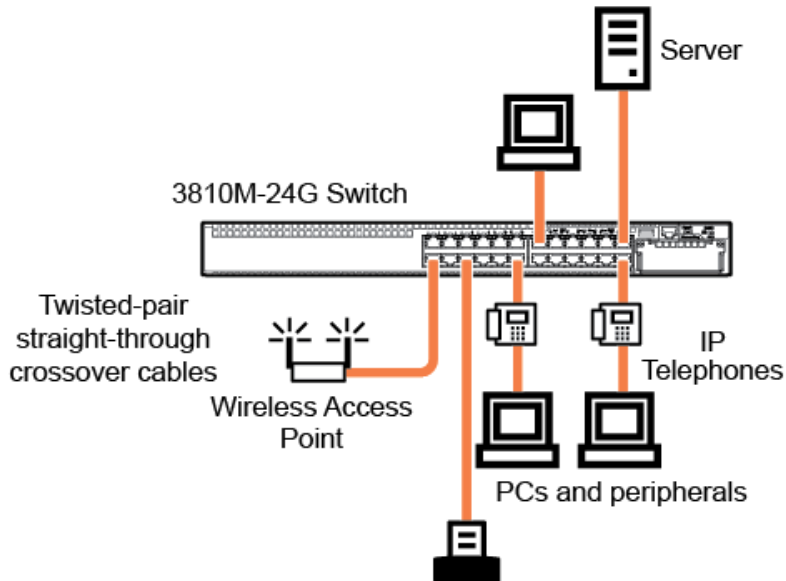 Server
3810M-24G Switch
Twisted-pair
straight-through
crossover cables
IP
Telephones
Wireless Access
Point
PCs and peripherals